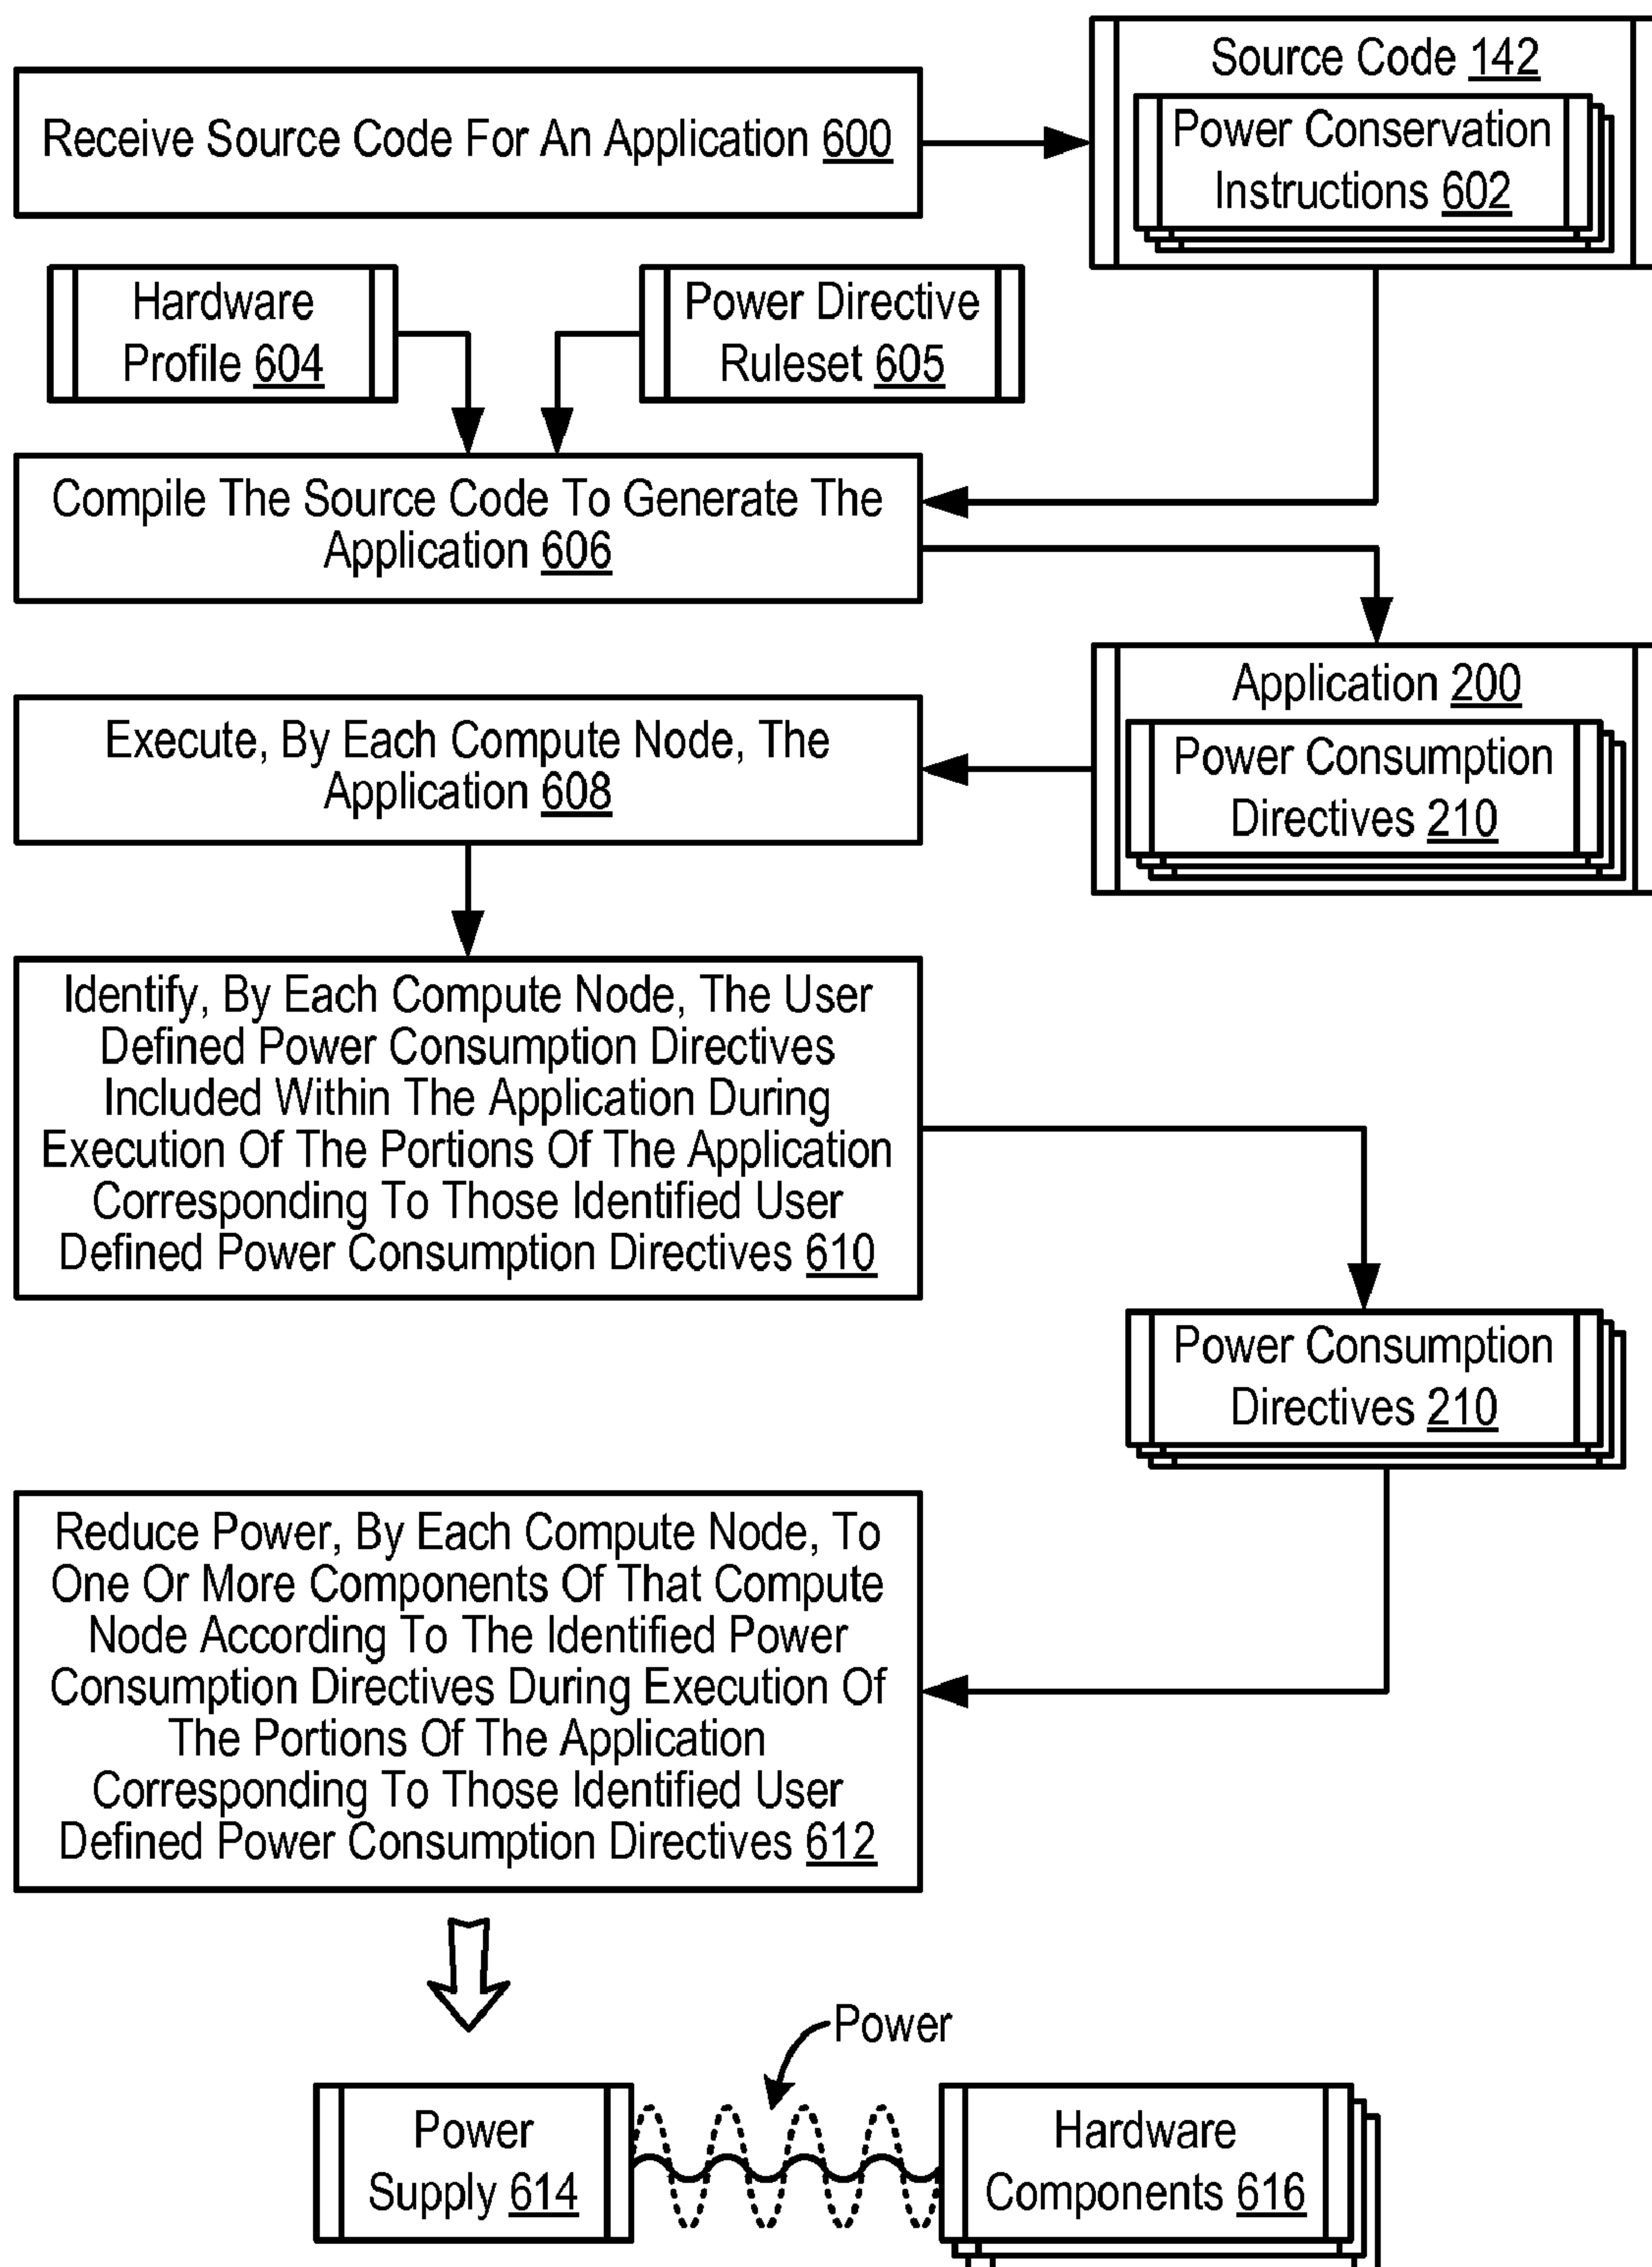 Receive Source Code For An Application 600
Source Code 142
Power Conservation
Instructions 602
Hardware
Profile 604
Power Directive
Ruleset 605
Compile The Source Code To Generate The
Application 606
Application 200
Power Consumption
Directives 210
Execute, By Each Compute Node, The
Application 608
Identify, By Each Compute Node, The User
Defined Power Consumption Directives
Included Within The Application During
Execution Of The Portions Of The Application
Corresponding To Those Identified User
Defined Power Consumption Directives 610
Power Consumption
Directives 210
Reduce Power, By Each Compute Node, To
One Or More Components Of That Compute
Node According To The Identified Power
Consumption Directives During Execution Of
The Portions Of The Application
Corresponding To Those Identified User
Defined Power Consumption Directives 612
Power
Power
Supply 614
Hardware
Components 616